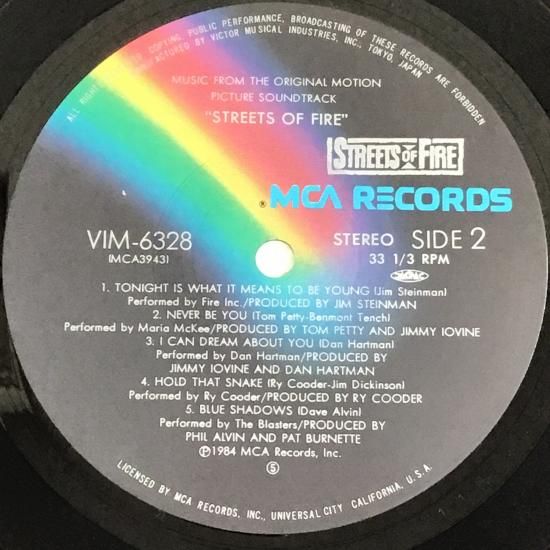 ALL RIGHT COPY, PUBLIC PERFORMANCE, BROADCASTING OF THESE RECORDS ARE FORBIDDEN
MANUFACTURED BY VICTOR MUSICAL INDUSTRIES, INC., TOKYO, JAPAN
MUSIC FROM THE ORIGINAL MOTION
PICTURE SOUNDTRACK
"STREETS OF FIRE"
STREETS OF FIRE
® MCA RECORDS
VIM-6328
(MCA3943)
STEREO SIDE 2
33 1/3 RPM
1. TONIGHT IS WHAT IT MEANS TO BE YOUNG (Jim Steinman)
Performed by Fire Inc./PRODUCED BY JIM STEINMAN
2. NEVER BE YOU (Tom Petty-Benmont Tench)
Performed by Maria McKee/PRODUCED BY TOM PETTY AND JIMMY IOVINE
3. I CAN DREAM ABOUT YOU (Dan Hartman)
Performed by Dan Hartman/PRODUCED BY
JIMMY IOVINE AND DAN HARTMAN
4. HOLD THAT SNAKE (Ry Cooder-Jim Dickinson)
Performed by Ry Cooder/PRODUCED BY RY COODER
5. BLUE SHADOWS (Dave Alvin)
Performed by The Blasters/PRODUCED BY
PHIL ALVIN AND PAT BURNETTE
℗1984 MCA Records, Inc.
Ⓢ
LICENSED BY MCA RECORDS, INC., UNIVERSAL CITY, CALIFORNIA, U.S.A.